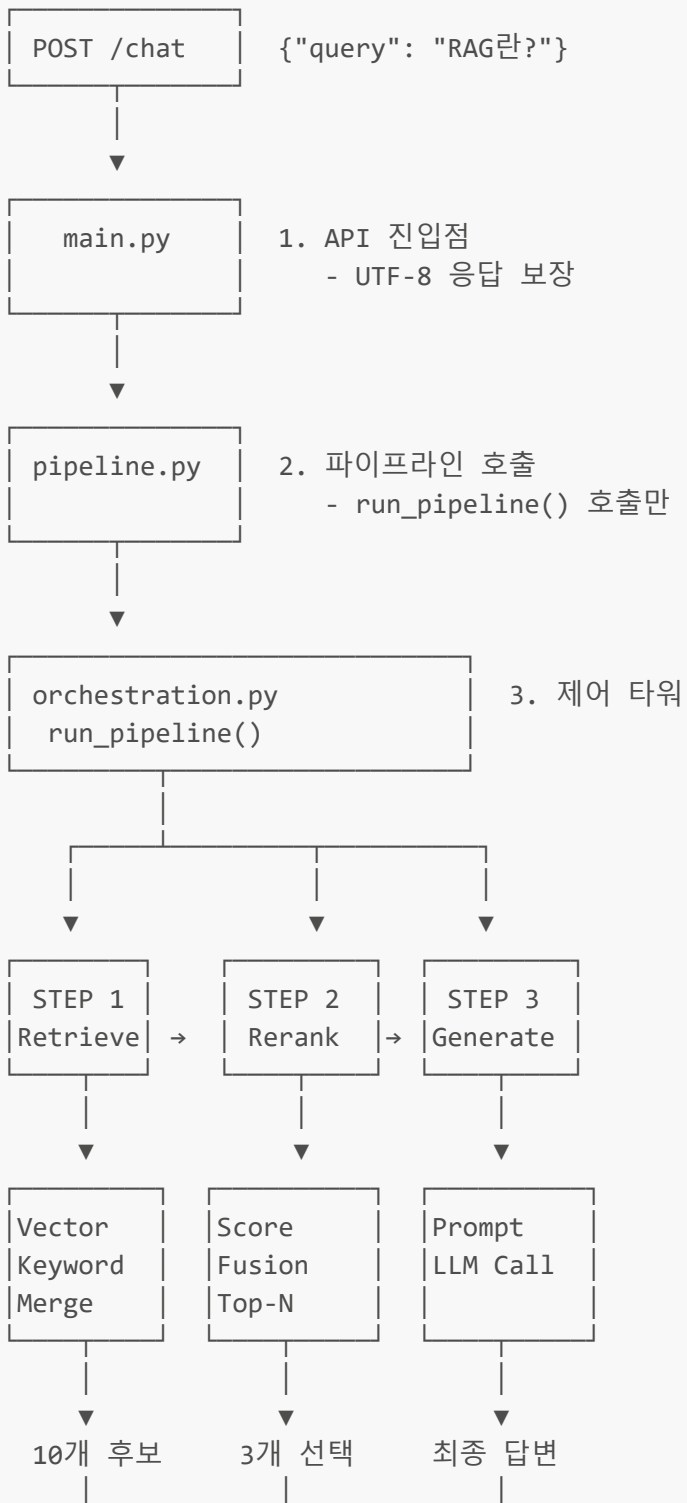 POST /chat {"query": "RAG란?"}
main.py 1. API 진입점
- UTF-8 응답 보장
pipeline.py 2. 파이프라인 호출
- run_pipeline() 호출만
orchestration.py 3. 제어 타워
run_pipeline()
STEP 1 STEP 2 STEP 3
Retrieve → Rerank → Generate
Vector Score Prompt
Keyword Fusion LLM Call
Merge Top-N
10개 후보 3개 선택 최종 답변